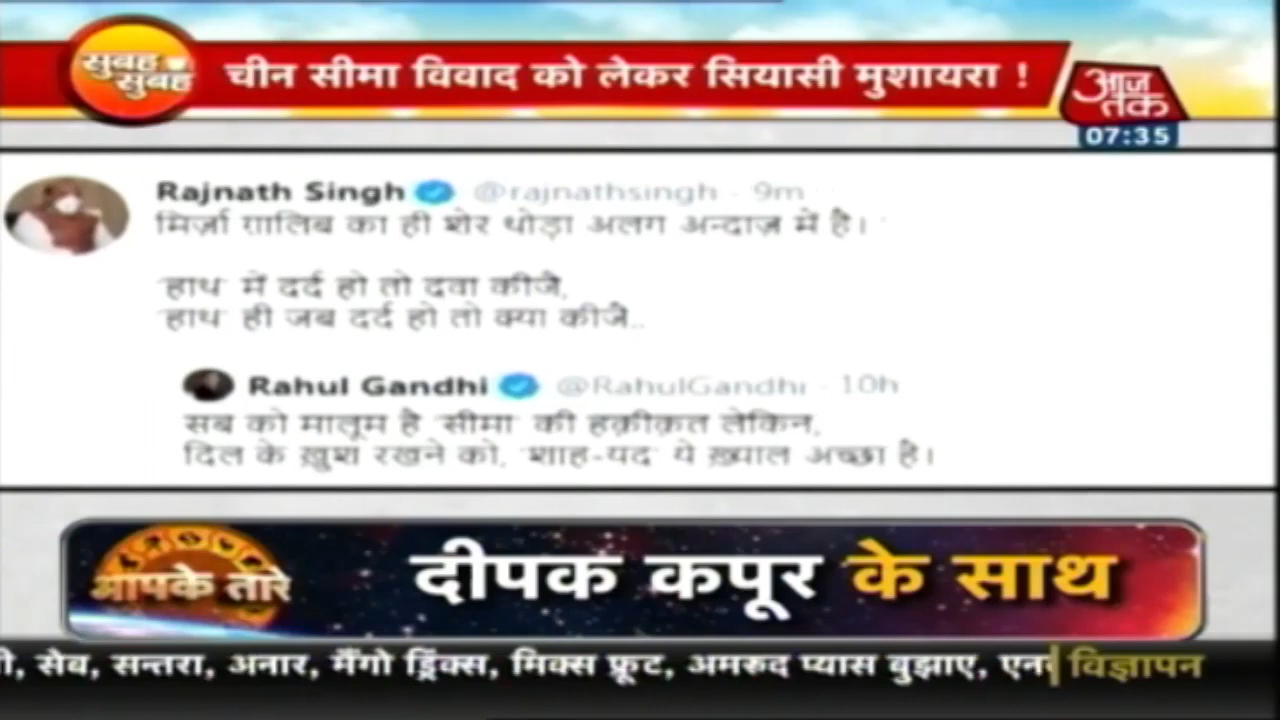 सुबह सुबह
चीन सीमा विवाद को लेकर सियासी मुशायरा !
आज तक
07:35
Rajnath Singh @rajnathsingh · 9m
मिर्ज़ा ग़ालिब का ही शेर थोड़ा अलग अन्दाज़ में है।
'हाथ' में दर्द हो तो दवा कीजै,
'हाथ' ही जब दर्द हो तो क्या कीजै..
Rahul Gandhi @RahulGandhi · 10h
सब को मालूम है 'सीमा' की हक़ीक़त लेकिन,
दिल के ख़ुश रखने को, 'शाह-यद' ये ख़्याल अच्छा है।
आपके तारे
दीपक कपूर के साथ
सेब, सन्तरा, अनार, मैंगो ड्रिंक्स, मिक्स फ्रूट, अमरुद प्यास बुझाए, विज्ञापन